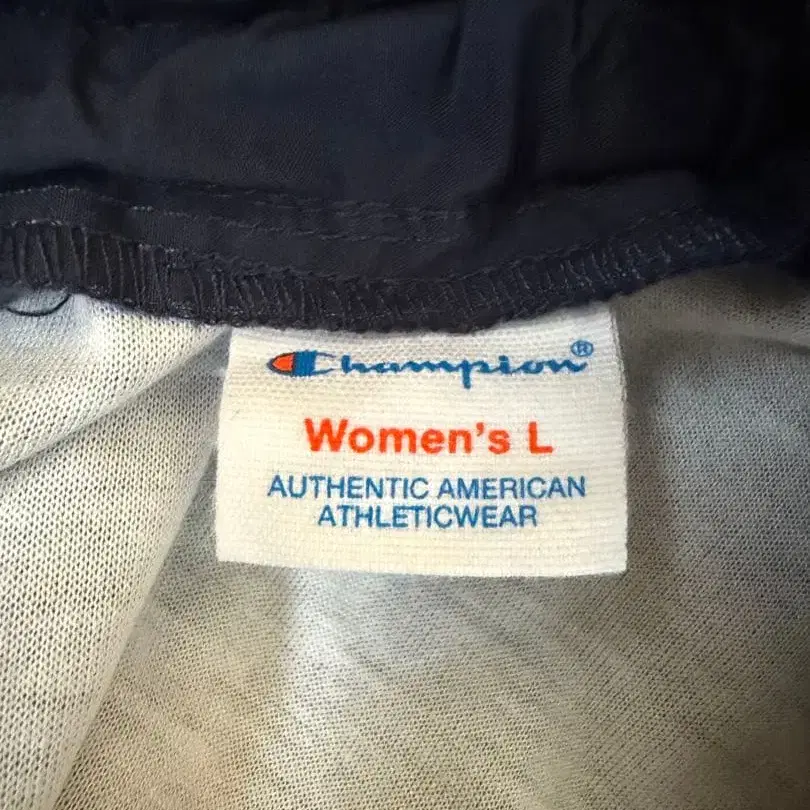 Champion®
Women's L
AUTHENTIC AMERICAN
ATHLETICWEAR